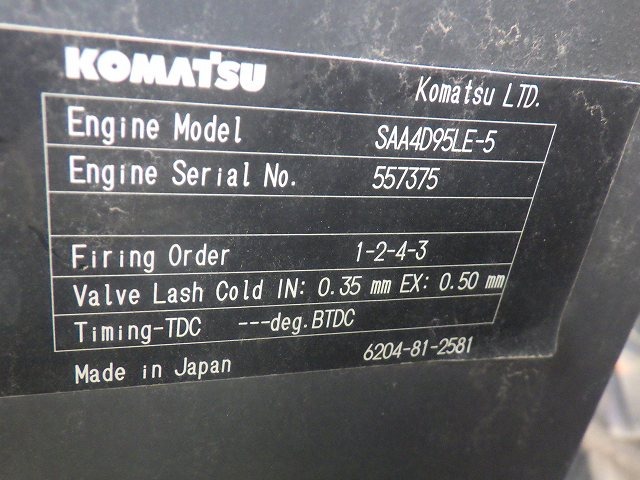 KOMATSU
Komatsu LTD.
Engine Model SAA4D95LE-5
Engine Serial No. 557375
Firing Order 1-2-4-3
Valve Lash Cold IN: 0.35 mm EX: 0.50 mm
Timing-TDC ---deg.BTDC
Made in Japan 6204-81-2581